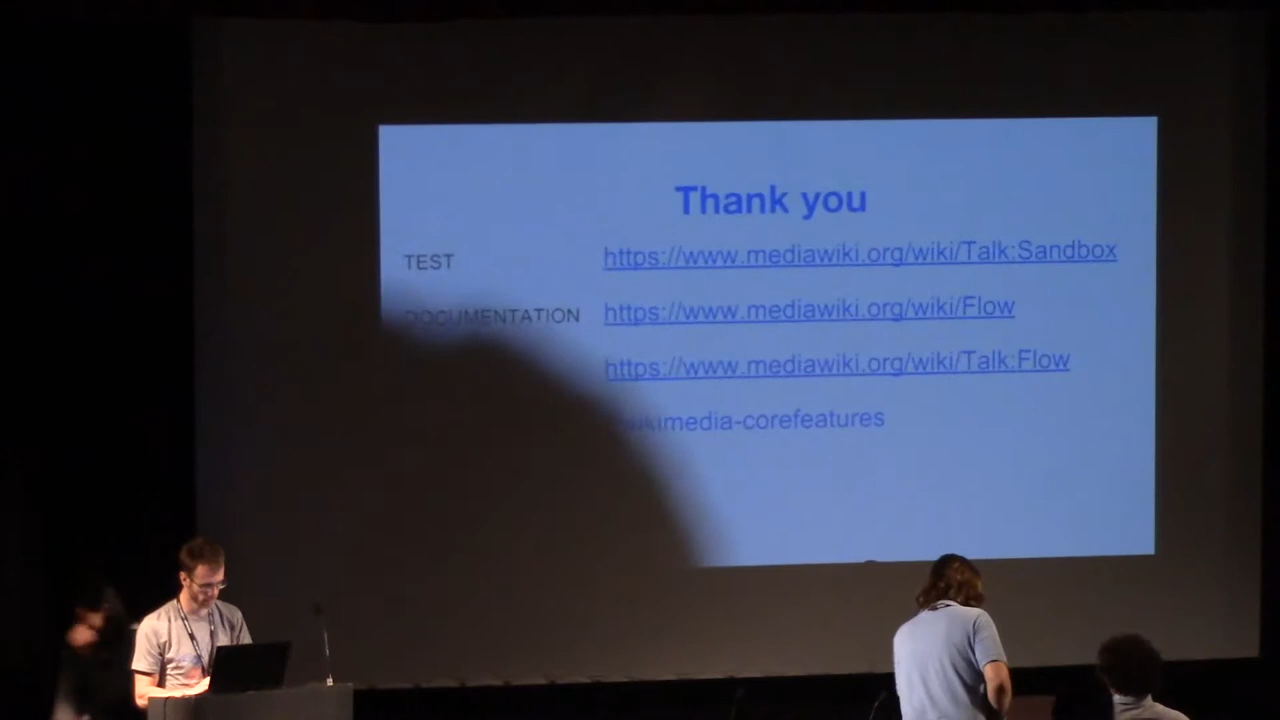 Thank you
TEST https://www.mediawiki.org/wiki/Talk:Sandbox
DOCUMENTATION https://www.mediawiki.org/wiki/Flow
https://www.mediawiki.org/wiki/Talk:Flow
wikimedia-corefeatures